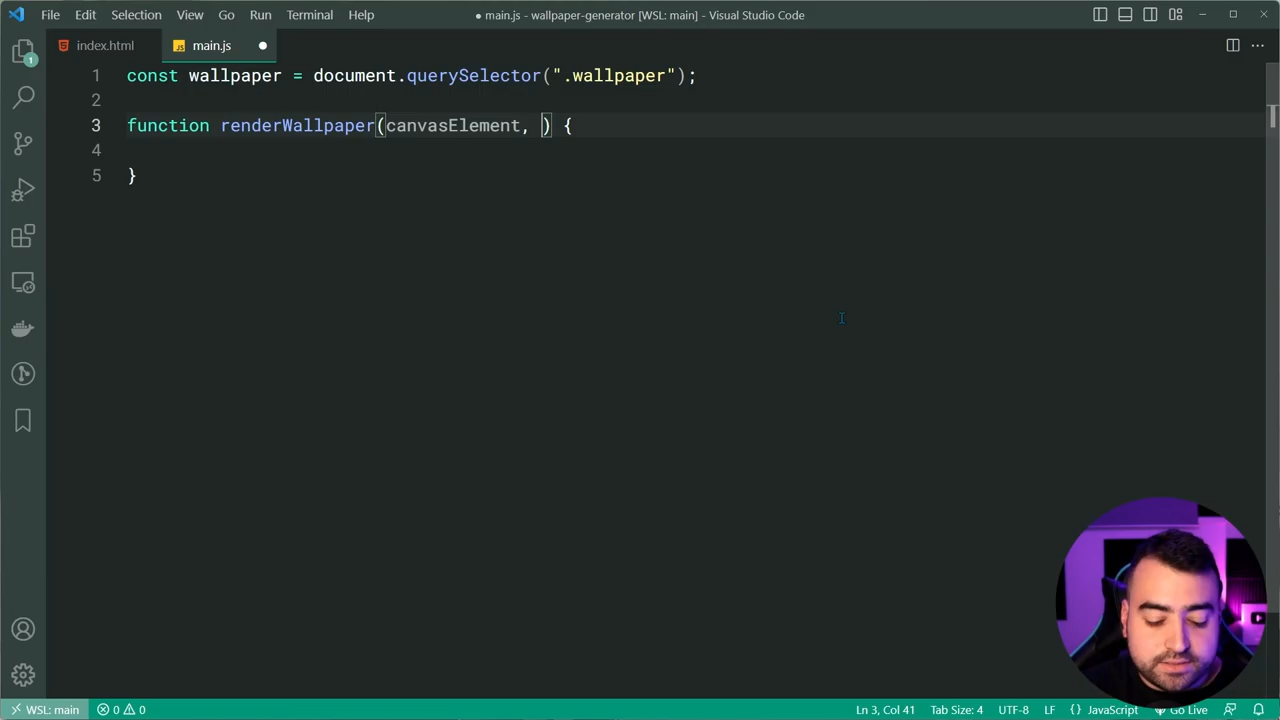 File Edit Selection View Go Run Terminal Help
● main.js - wallpaper-generator [WSL: main] - Visual Studio Code
index.html
JS main.js ●
1 const wallpaper = document.querySelector(".wallpaper");
2
3 function renderWallpaper(canvasElement, ) {
4
5 }
1
WSL: main 0 0 Ln 3, Col 41 Tab Size: 4 UTF-8 LF {} JavaScript Go Live